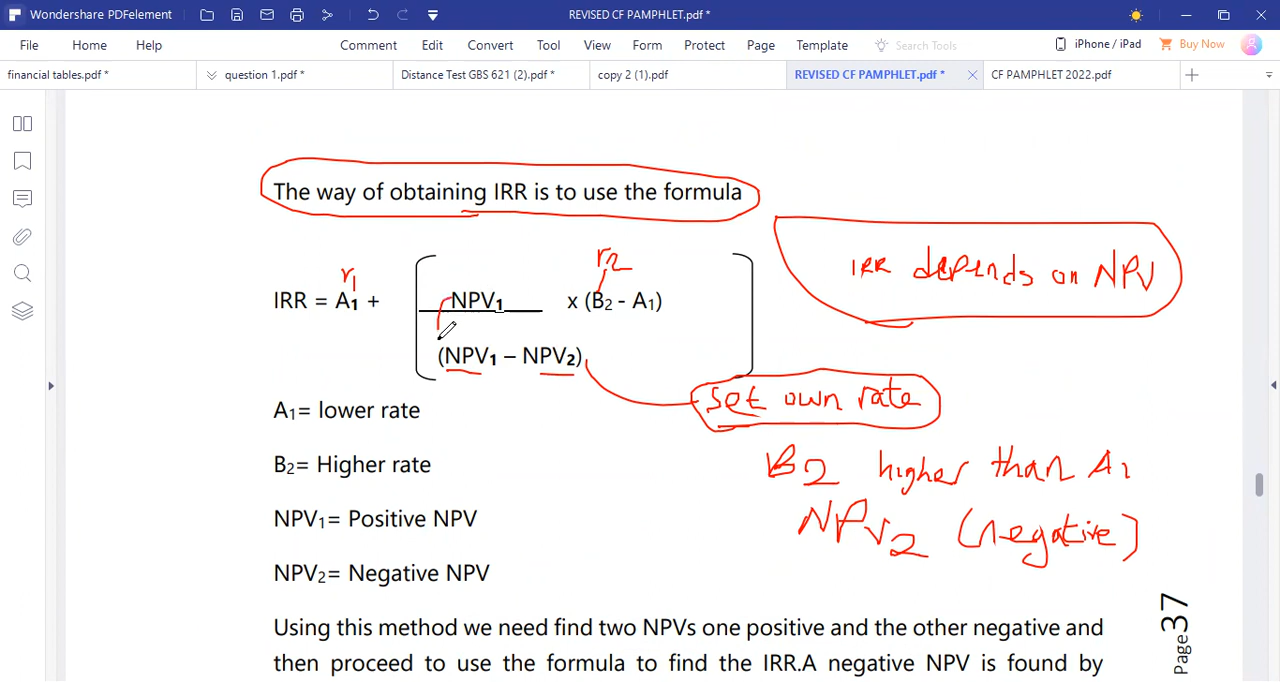 Wondershare PDFelement
REVISED CF PAMPHLET.pdf *
File Home Help Comment Edit Convert Tool View Form Protect Page Template Search Tools iPhone / iPad Buy Now
financial tables.pdf * question 1.pdf * Distance Test GBS 621 (2).pdf * copy 2 (1).pdf REVISED CF PAMPHLET.pdf * CF PAMPHLET 2022.pdf
The way of obtaining IRR is to use the formula
IRR depends on NPV
r1 r2
IRR = A1 + NPV1 x (B2 - A1)
(NPV1 – NPV2)
set own rate
A1= lower rate
B2= Higher rate
B2 higher than A1
NPV1= Positive NPV
NPV2 (negative)
NPV2= Negative NPV
Using this method we need find two NPVs one positive and the other negative and
then proceed to use the formula to find the IRR.A negative NPV is found by
Page37